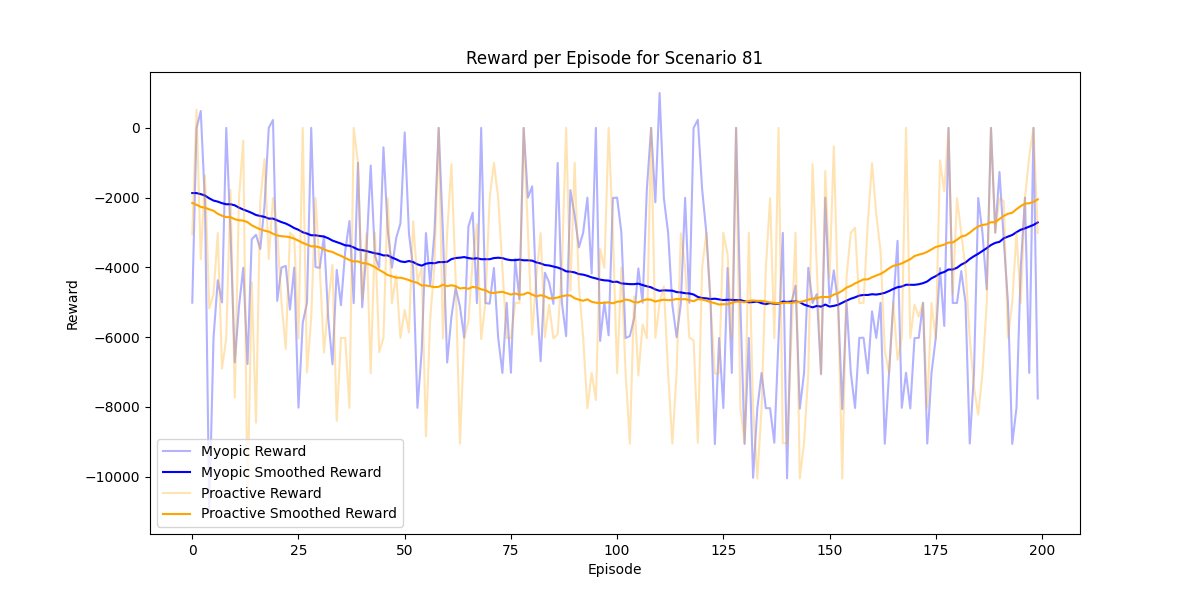 Reward per Episode for Scenario 81
Reward
0
−2000
−4000
−6000
−8000
−10000
Myopic Reward
Myopic Smoothed Reward
Proactive Reward
Proactive Smoothed Reward
0 25 50 75 100 125 150 175 200
Episode